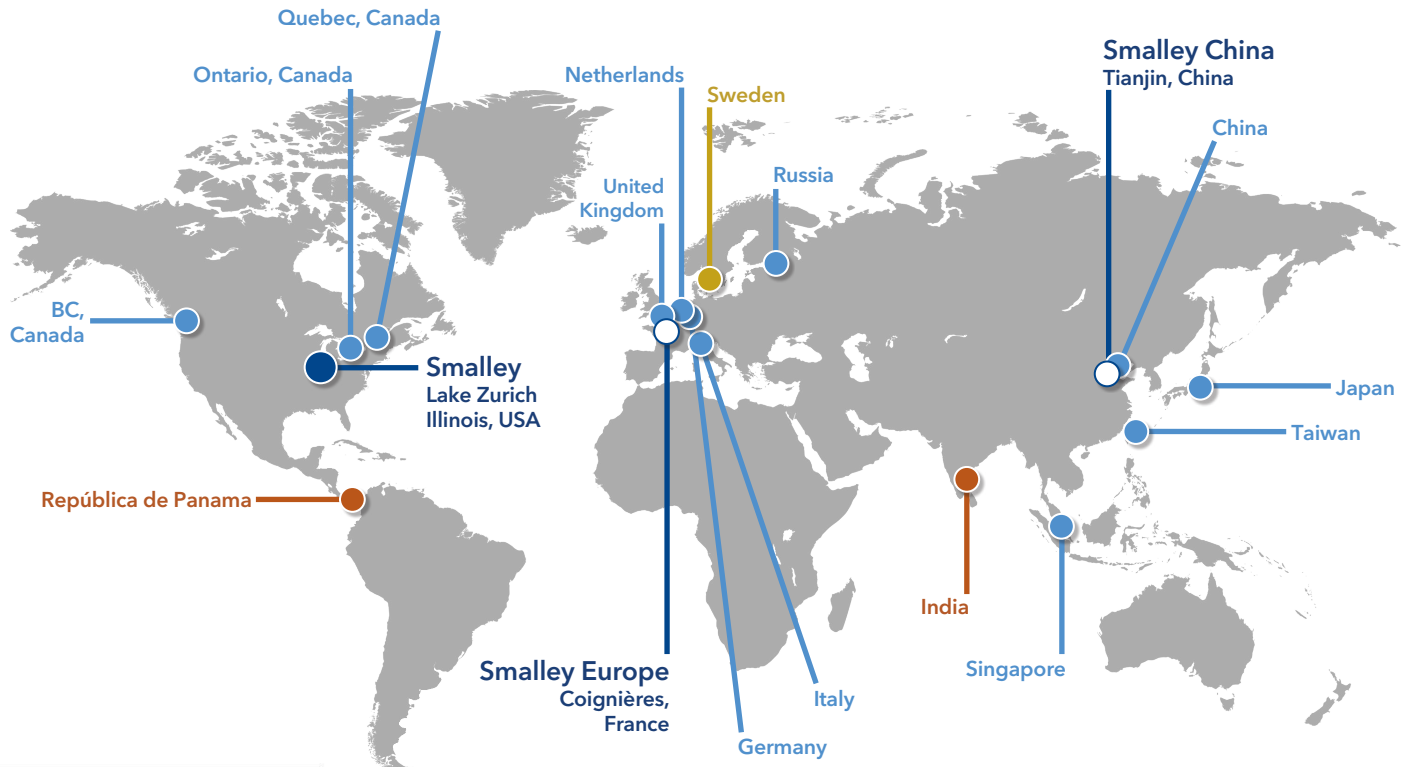 Quebec, Canada
Ontario, Canada
Netherlands
Sweden
Smalley China
Tianjin, China
China
Russia
United
Kingdom
BC,
Canada
Smalley
Lake Zurich
Illinois, USA
Japan
Taiwan
República de Panama
India
Singapore
Smalley Europe
Coignières,
France
Italy
Germany